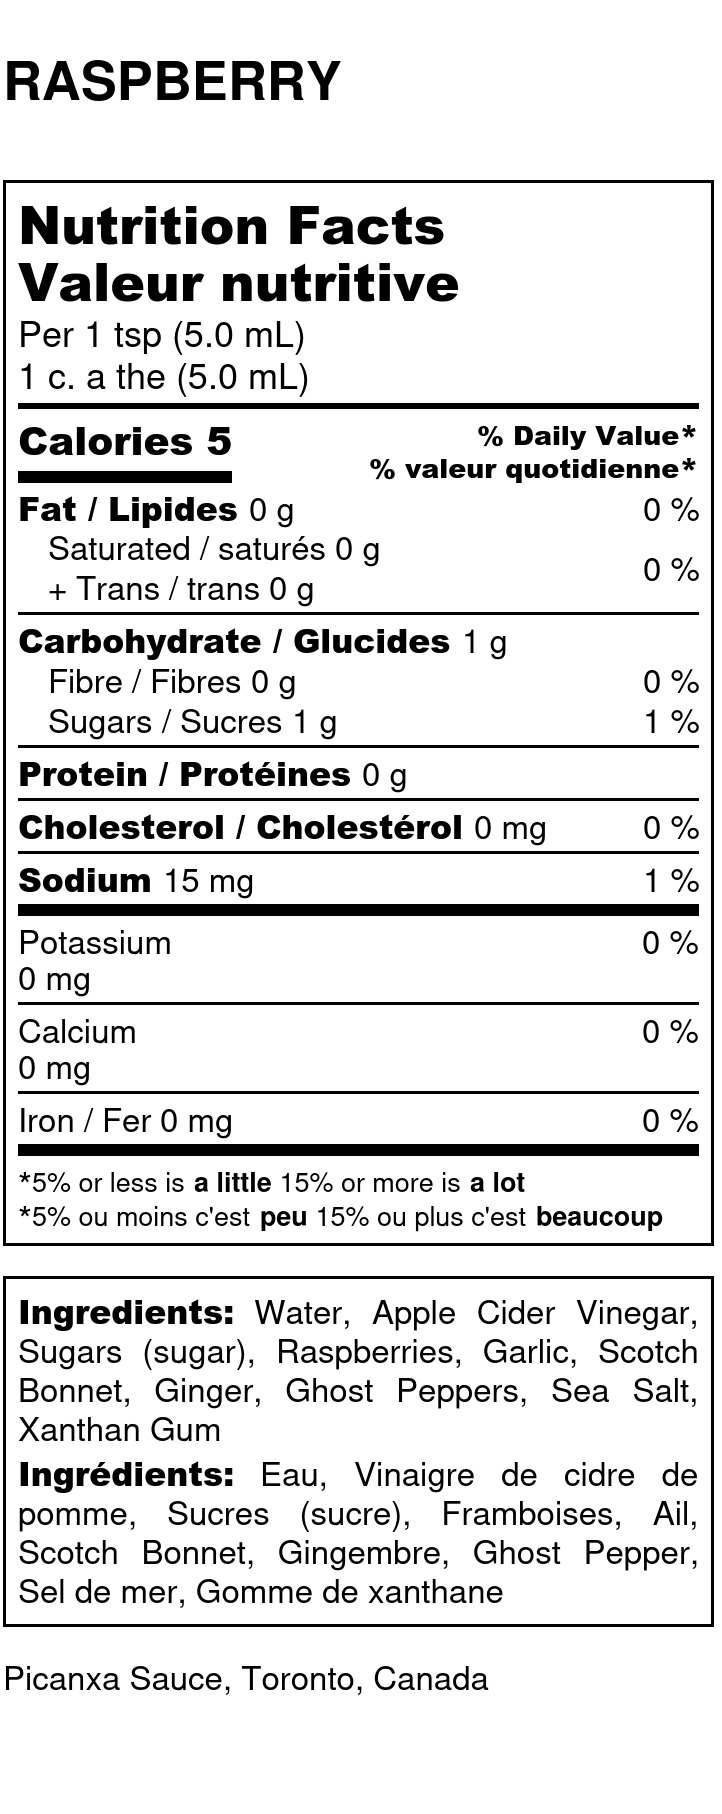 RASPBERRY
Nutrition Facts
Valeur nutritive
Per 1 tsp (5.0 mL)
1 c. a the (5.0 mL)
Calories 5
% Daily Value*
% valeur quotidienne*
Fat / Lipides 0 g 0 %
Saturated / saturés 0 g
+ Trans / trans 0 g
0 %
Carbohydrate / Glucides 1 g
Fibre / Fibres 0 g 0 %
Sugars / Sucres 1 g 1 %
Protein / Protéines 0 g
Cholesterol / Cholestérol 0 mg 0 %
Sodium 15 mg 1 %
Potassium 0 %
0 mg
Calcium 0 %
0 mg
Iron / Fer 0 mg 0 %
*5% or less is a little 15% or more is a lot
*5% ou moins c'est peu 15% ou plus c'est beaucoup
Ingredients: Water, Apple Cider Vinegar,
Sugars (sugar), Raspberries, Garlic, Scotch
Bonnet, Ginger, Ghost Peppers, Sea Salt,
Xanthan Gum
Ingrédients: Eau, Vinaigre de cidre de
pomme, Sucres (sucre), Framboises, Ail,
Scotch Bonnet, Gingembre, Ghost Pepper,
Sel de mer, Gomme de xanthane
Picanxa Sauce, Toronto, Canada